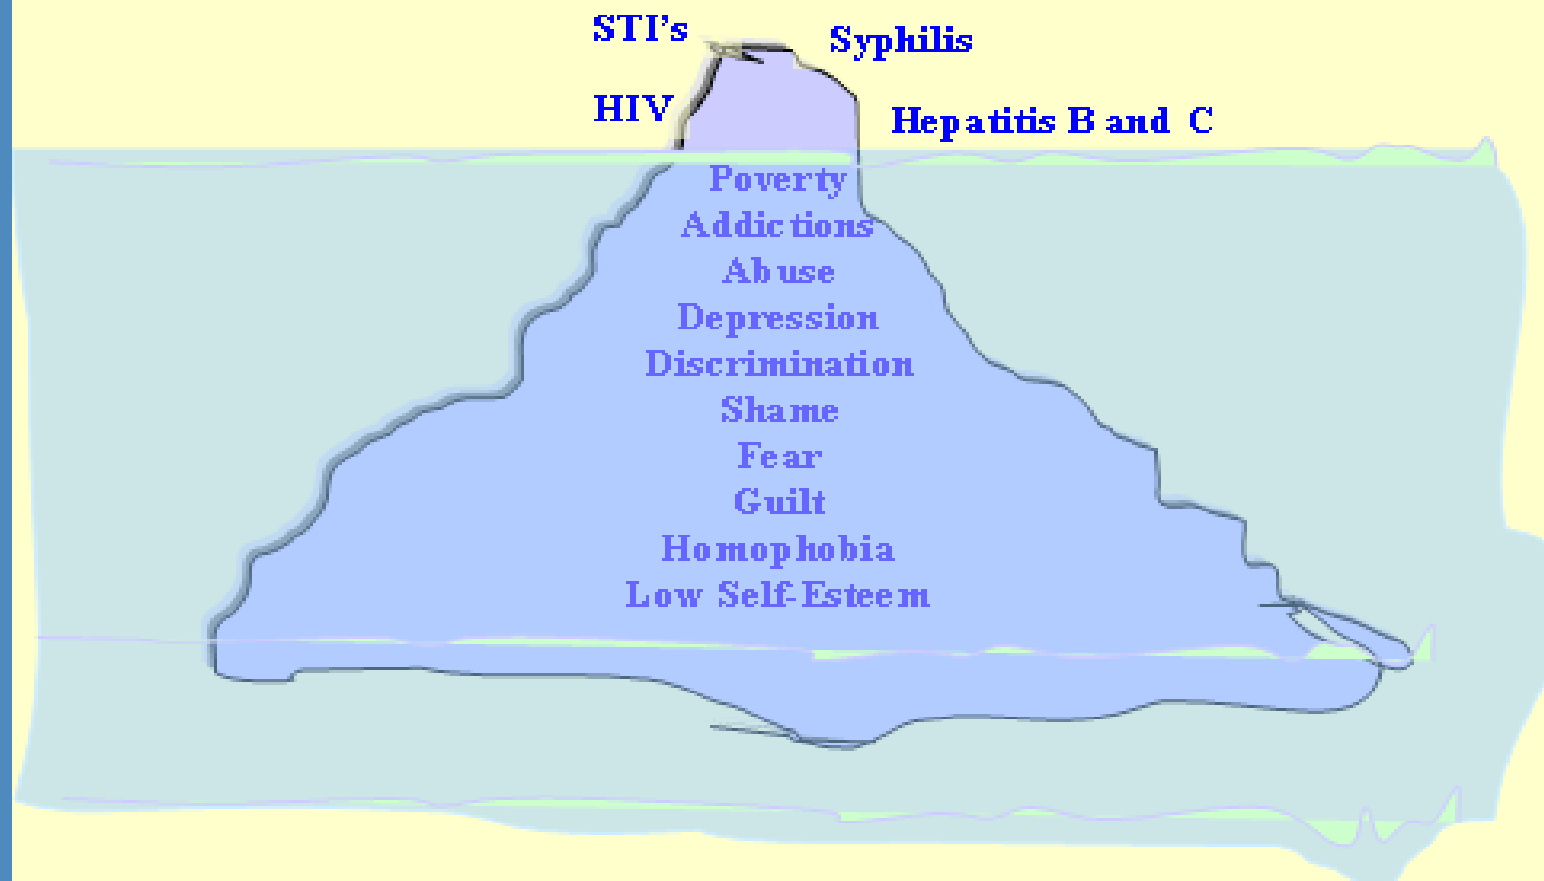 STI's
Syphilis
HIV
Hepatitis B and C
Poverty
Addictions
Abuse
Depression
Discrimination
Shame
Fear
Guilt
Homophobia
Low Self-Esteem